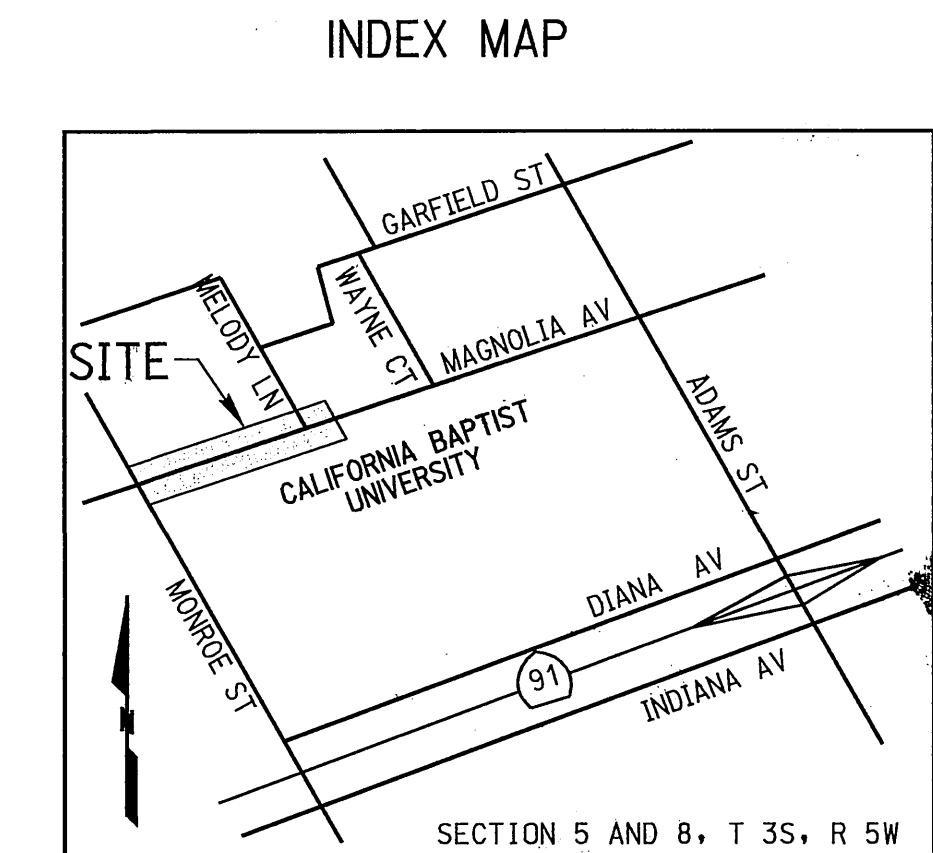 INDEX MAP
GARFIELD ST
MELODY LN
WAYNE CT
MAGNOLIA AV
SITE
ADAMS ST
CALIFORNIA BAPTIST
UNIVERSITY
DIANA AV
MONROE ST
91
INDIANA AV
N
SECTION 5 AND 8, T 3S, R 5W